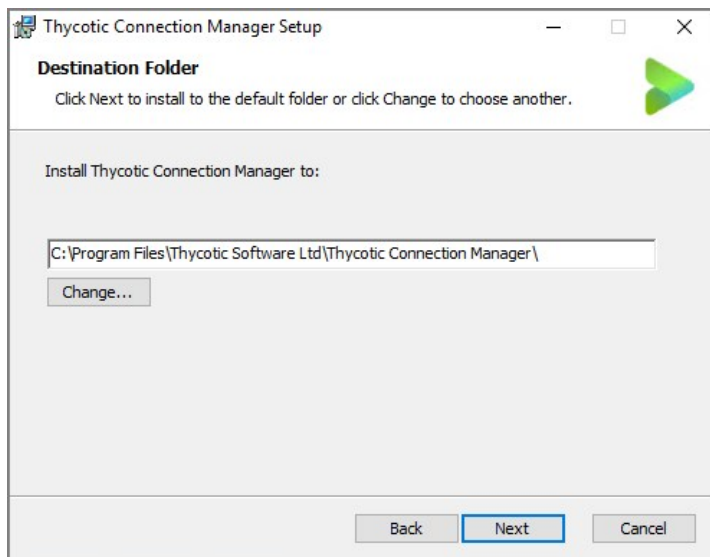 Thycotic Connection Manager Setup
Destination Folder
Click Next to install to the default folder or click Change to choose another.
Install Thycotic Connection Manager to:
C:\Program Files\Thycotic Software Ltd\Thycotic Connection Manager\
Change...
Back Next Cancel